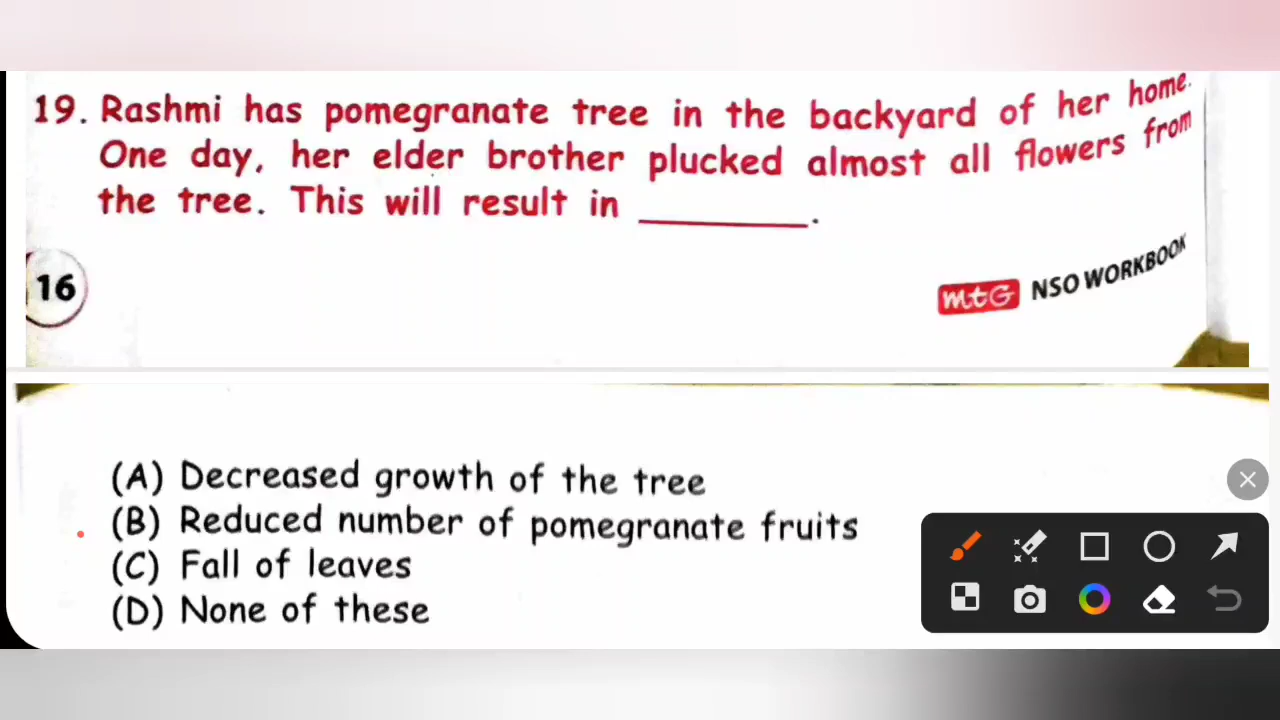 19. Rashmi has pomegranate tree in the backyard of her home.
One day, her elder brother plucked almost all flowers from
the tree. This will result in ________.
16
mtG NSO WORKBOOK
(A) Decreased growth of the tree
(B) Reduced number of pomegranate fruits
(C) Fall of leaves
(D) None of these